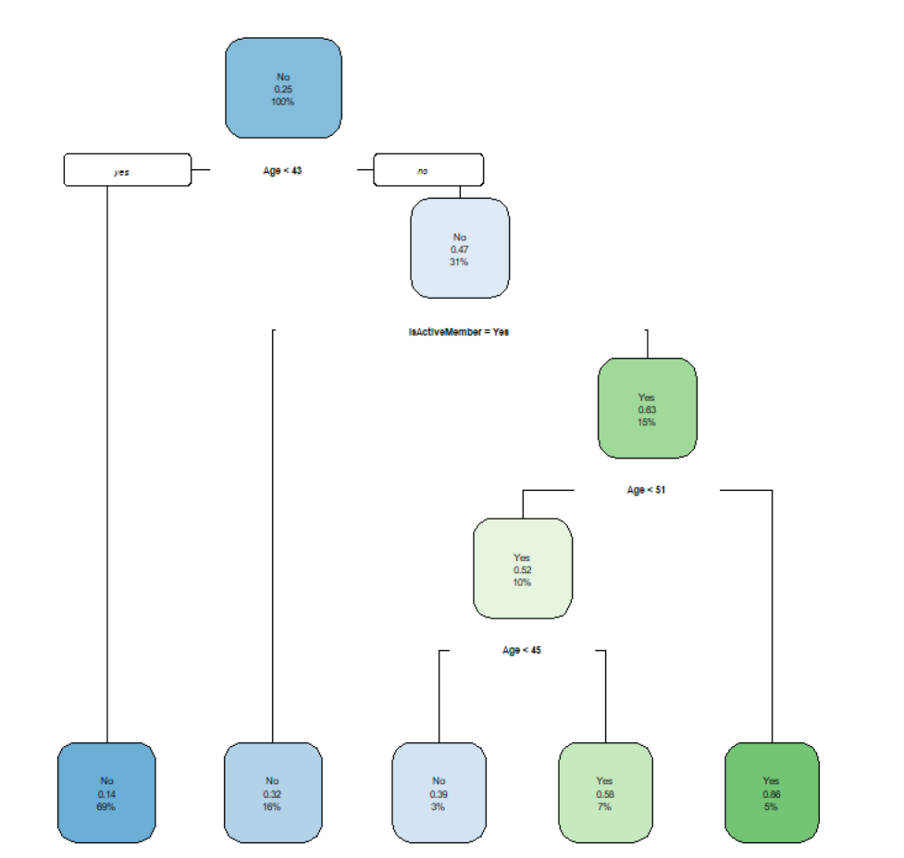 No
0.25
100%
yes
Age < 43
no
No
0.47
31%
IsActiveMember = Yes
Yes
0.63
15%
Age < 51
Yes
0.52
10%
Age < 45
No
0.14
69%
No
0.32
16%
No
0.39
3%
Yes
0.58
7%
Yes
0.86
5%